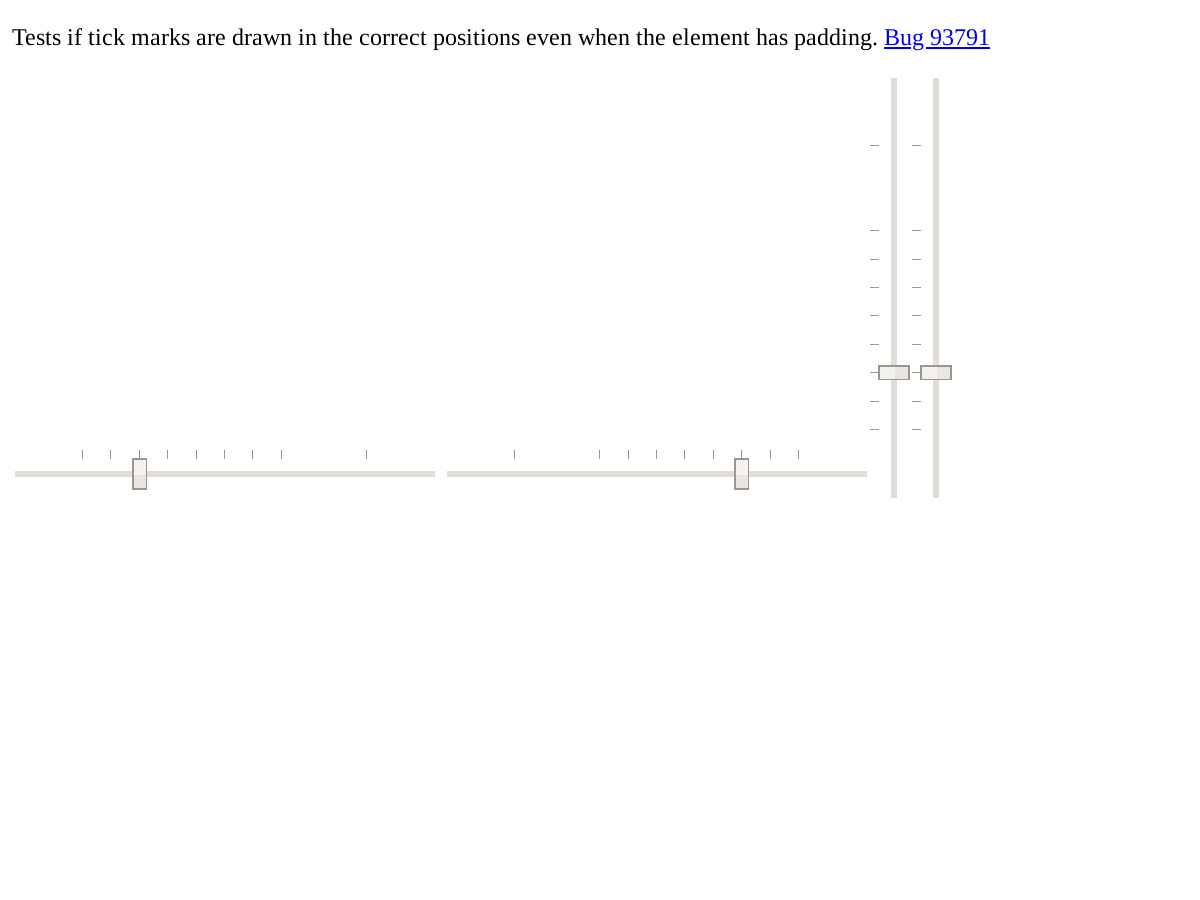 Tests if tick marks are drawn in the correct positions even when the element has padding. Bug 93791